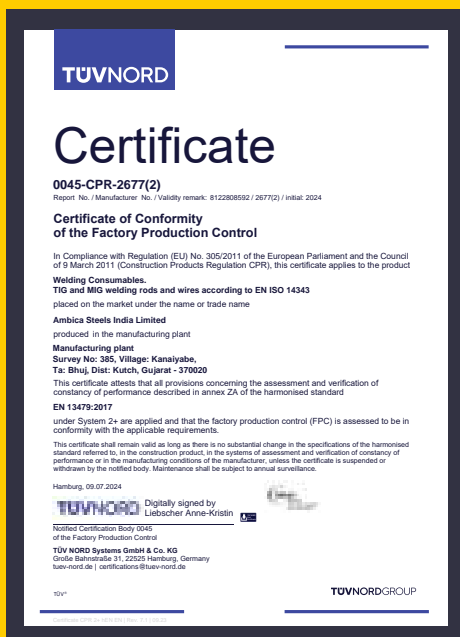 TÜVNORD
Certificate
0045-CPR-2677(2)
Report No. / Manufacturer No. / Validity remark: 8122808592 / 2677(2) / initial: 2024
Certificate of Conformity
of the Factory Production Control
In Compliance with Regulation (EU) No. 305/2011 of the European Parliament and the Council
of 9 March 2011 (Construction Products Regulation CPR), this certificate applies to the product
Welding Consumables.
TIG and MIG welding rods and wires according to EN ISO 14343
placed on the market under the name or trade name
Ambica Steels India Limited
produced in the manufacturing plant
Manufacturing plant
Survey No: 385, Village: Kanaiyabe,
Ta: Bhuj, Dist: Kutch, Gujarat - 370020
This certificate attests that all provisions concerning the assessment and verification of
constancy of performance described in annex ZA of the harmonised standard
EN 13479:2017
under System 2+ are applied and that the factory production control (FPC) is assessed to be in
conformity with the applicable requirements.
This certificate shall remain valid as long as there is no substantial change in the specifications of the harmonised
standard referred to, in the construction product, in the systems of assessment and verification of constancy of
performance or in the manufacturing conditions of the manufacturer, unless the certificate is suspended or
withdrawn by the notified body. Maintenance shall be subject to annual surveillance.
Hamburg, 09.07.2024
TÜVNORD
Digitally signed by
Liebscher Anne-Kristin
Notified Certification Body 0045
of the Factory Production Control
TÜV NORD Systems GmbH & Co. KG
Große Bahnstraße 31, 22525 Hamburg, Germany
tuev-nord.de | certifications@tuev-nord.de
TÜV®
TÜVNORDGROUP